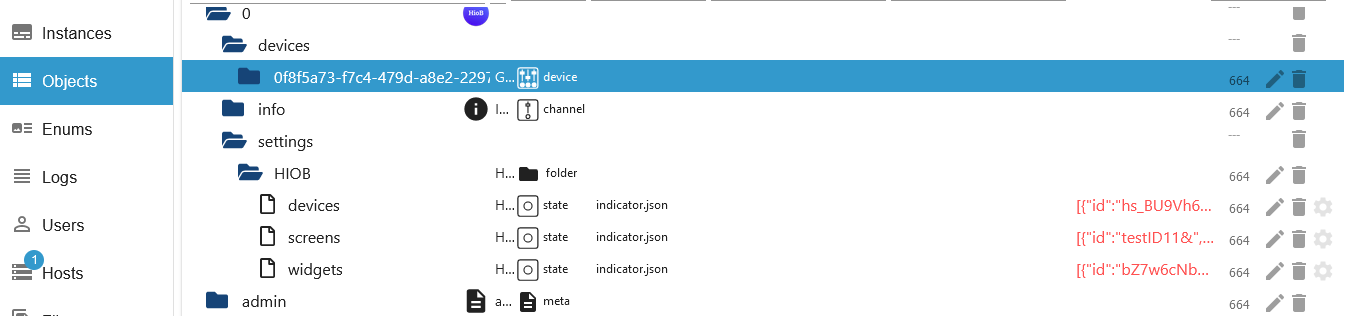 0 HioB ---
Instances
devices ---
Objects
0f8f5a73-f7c4-479d-a8e2-2297 G... device 664
info I... channel 664
Enums
settings ---
Logs
HIOB H... folder 664
devices H... state indicator.json [{"id":"hs_BU9Vh6... 664
Users
screens H... state indicator.json [{"id":"testID11&",... 664
1
Hosts
widgets H... state indicator.json [{"id":"bZ7w6cNb... 664
admin a... meta 664